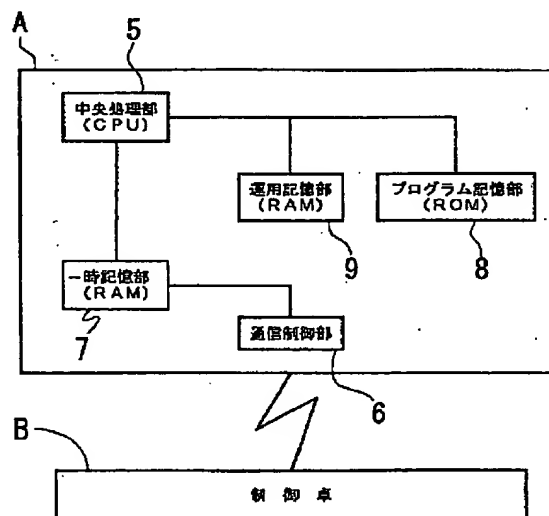 A
5
中央処理部
(CPU)
運用記憶部
(RAM)
プログラム記憶部
(ROM)
9
8
一時記憶部
(RAM)
7
通信制御部
6
B
制御卓